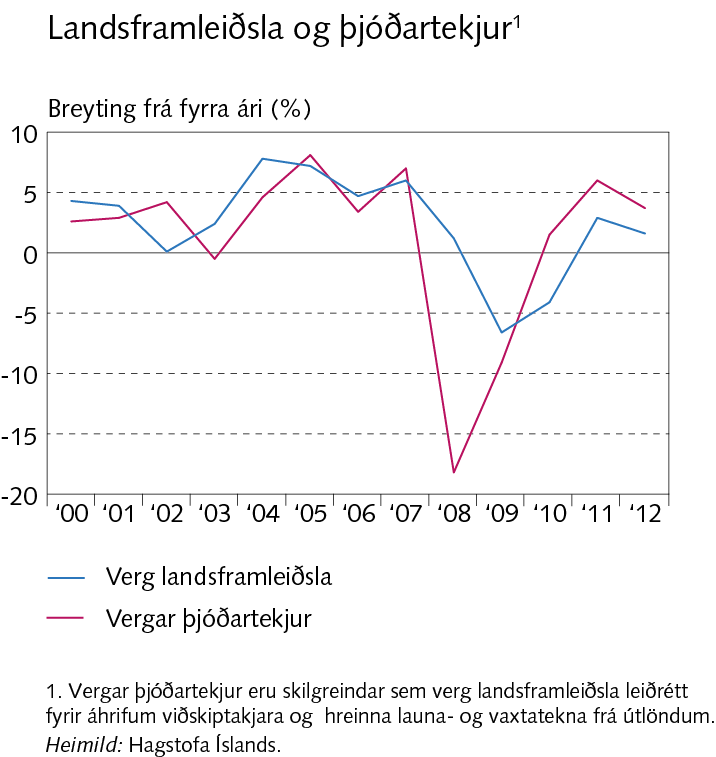 Landsframleiðsla og þjóðartekjur¹
Breyting frá fyrra ári (%)
10
5
0
-5
-10
-15
-20
‘00 ‘01 ‘02 ‘03 ‘04 ‘05 ‘06 ‘07 ‘08 ‘09 ‘10 ‘11 ‘12
Verg landsframleiðsla
Vergar þjóðartekjur
1. Vergar þjóðartekjur eru skilgreindar sem verg landsframleiðsla leiðrétt
fyrir áhrifum viðskiptakjara og hreinna launa- og vaxtatekna frá útlöndum.
Heimild: Hagstofa Íslands.